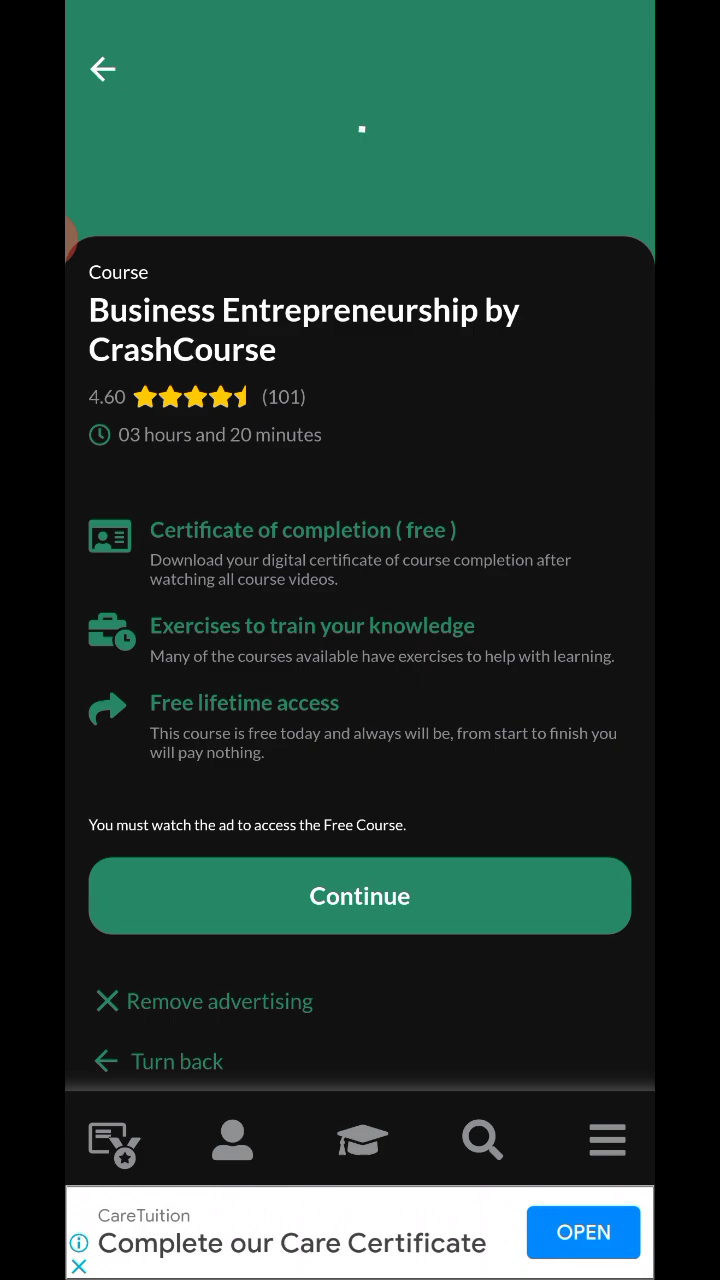 Course
Business Entrepreneurship by
CrashCourse
4.60 (101)
03 hours and 20 minutes
Certificate of completion ( free )
Download your digital certificate of course completion after
watching all course videos.
Exercises to train your knowledge
Many of the courses available have exercises to help with learning.
Free lifetime access
This course is free today and always will be, from start to finish you
will pay nothing.
You must watch the ad to access the Free Course.
Continue
Remove advertising
Turn back
CareTuition
Complete our Care Certificate
OPEN